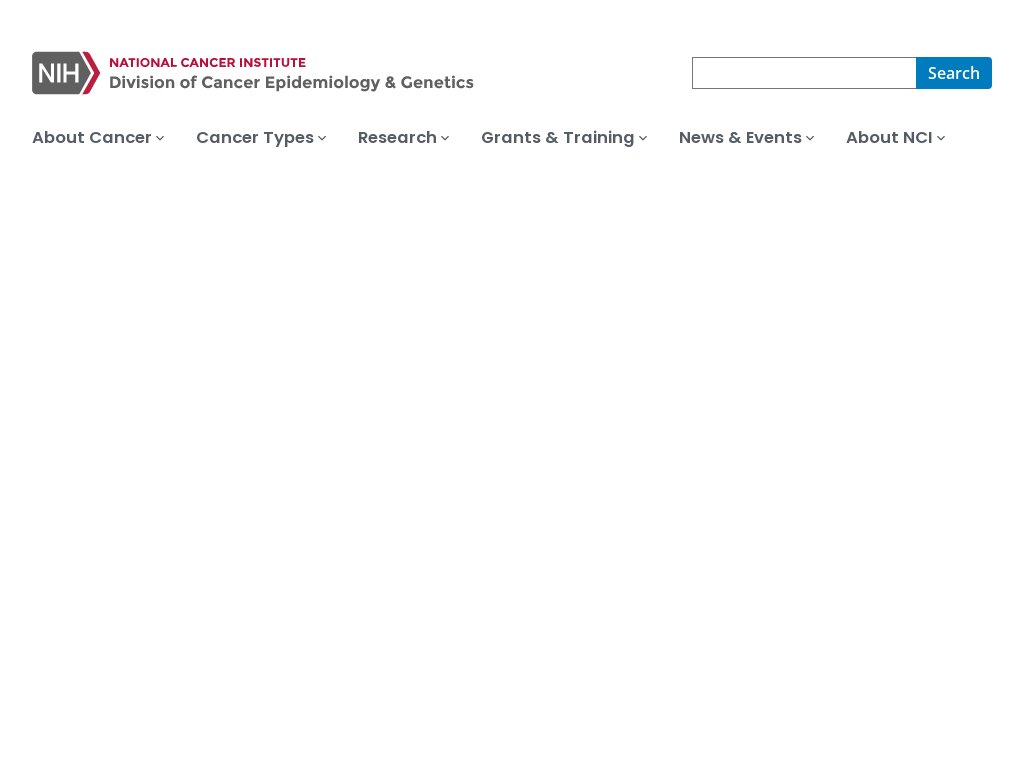 NIH
NATIONAL CANCER INSTITUTE
Division of Cancer Epidemiology & Genetics
Search
About Cancer
Cancer Types
Research
Grants & Training
News & Events
About NCI